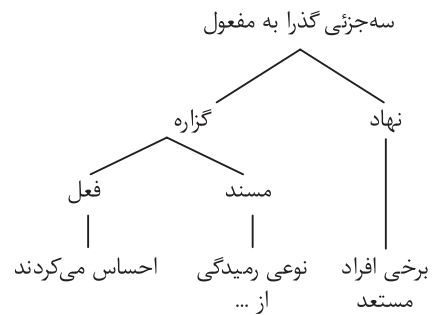 سه‌جزئی گذرا به مفعول
نهاد
گزاره
مسند
فعل
برخی افراد
مستعد
نوعی رمیدگی
از ...
احساس می‌کردند